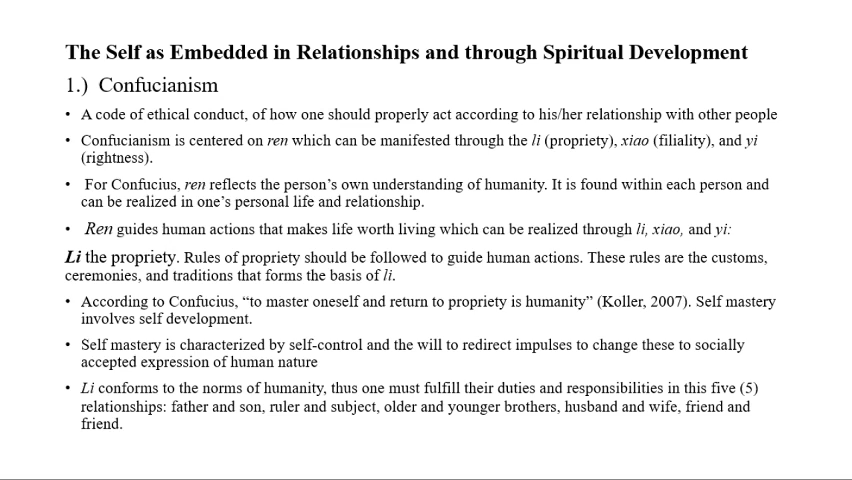 The Self as Embedded in Relationships and through Spiritual Development
1.) Confucianism
• A code of ethical conduct, of how one should properly act according to his/her relationship with other people
• Confucianism is centered on ren which can be manifested through the li (propriety), xiao (filiality), and yi
(rightness).
• For Confucius, ren reflects the person's own understanding of humanity. It is found within each person and
can be realized in one's personal life and relationship.
• Ren guides human actions that makes life worth living which can be realized through li, xiao, and yi:
Li the propriety. Rules of propriety should be followed to guide human actions. These rules are the customs,
ceremonies, and traditions that forms the basis of li.
• According to Confucius, “to master oneself and return to propriety is humanity” (Koller, 2007). Self mastery
involves self development.
• Self mastery is characterized by self-control and the will to redirect impulses to change these to socially
accepted expression of human nature
• Li conforms to the norms of humanity, thus one must fulfill their duties and responsibilities in this five (5)
relationships: father and son, ruler and subject, older and younger brothers, husband and wife, friend and
friend.